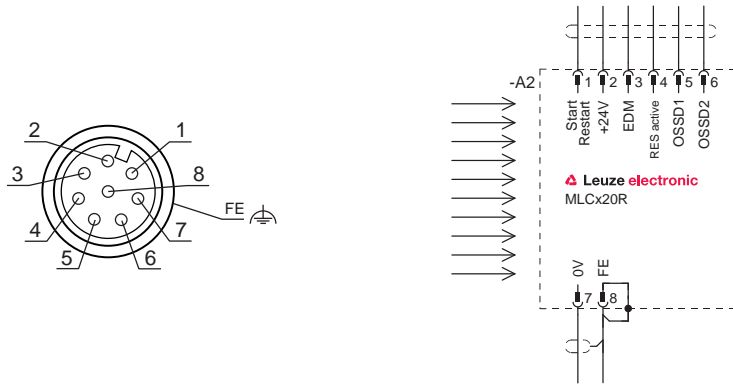 2
1
3
8
4
7
5
6
FE
-A2
1
2
3
4
5
6
Start
Restart
+24V
EDM
RES active
OSSD1
OSSD2
Leuze electronic
MLCx20R
0V
FE
7
8